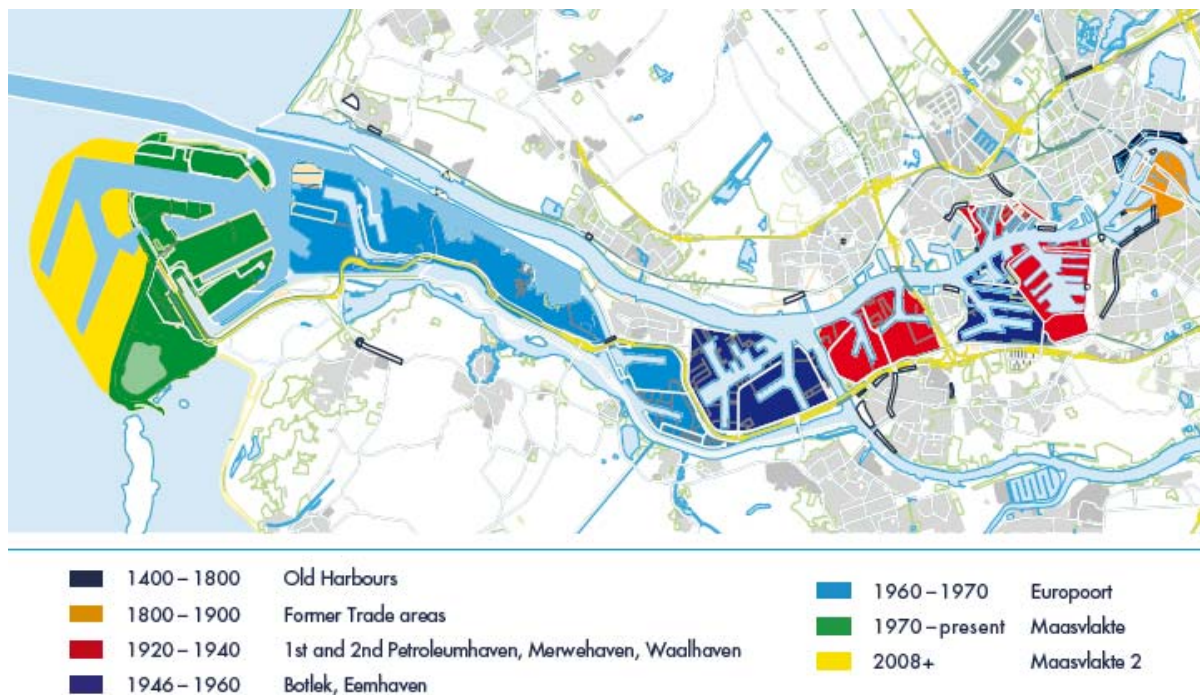 1400 – 1800 Old Harbours
1800 – 1900 Former Trade areas
1920 – 1940 1st and 2nd Petroleumhaven, Merwehaven, Waalhaven
1946 – 1960 Botlek, Eemhaven
1960 – 1970 Europoort
1970 – present Maasvlakte
2008+ Maasvlakte 2